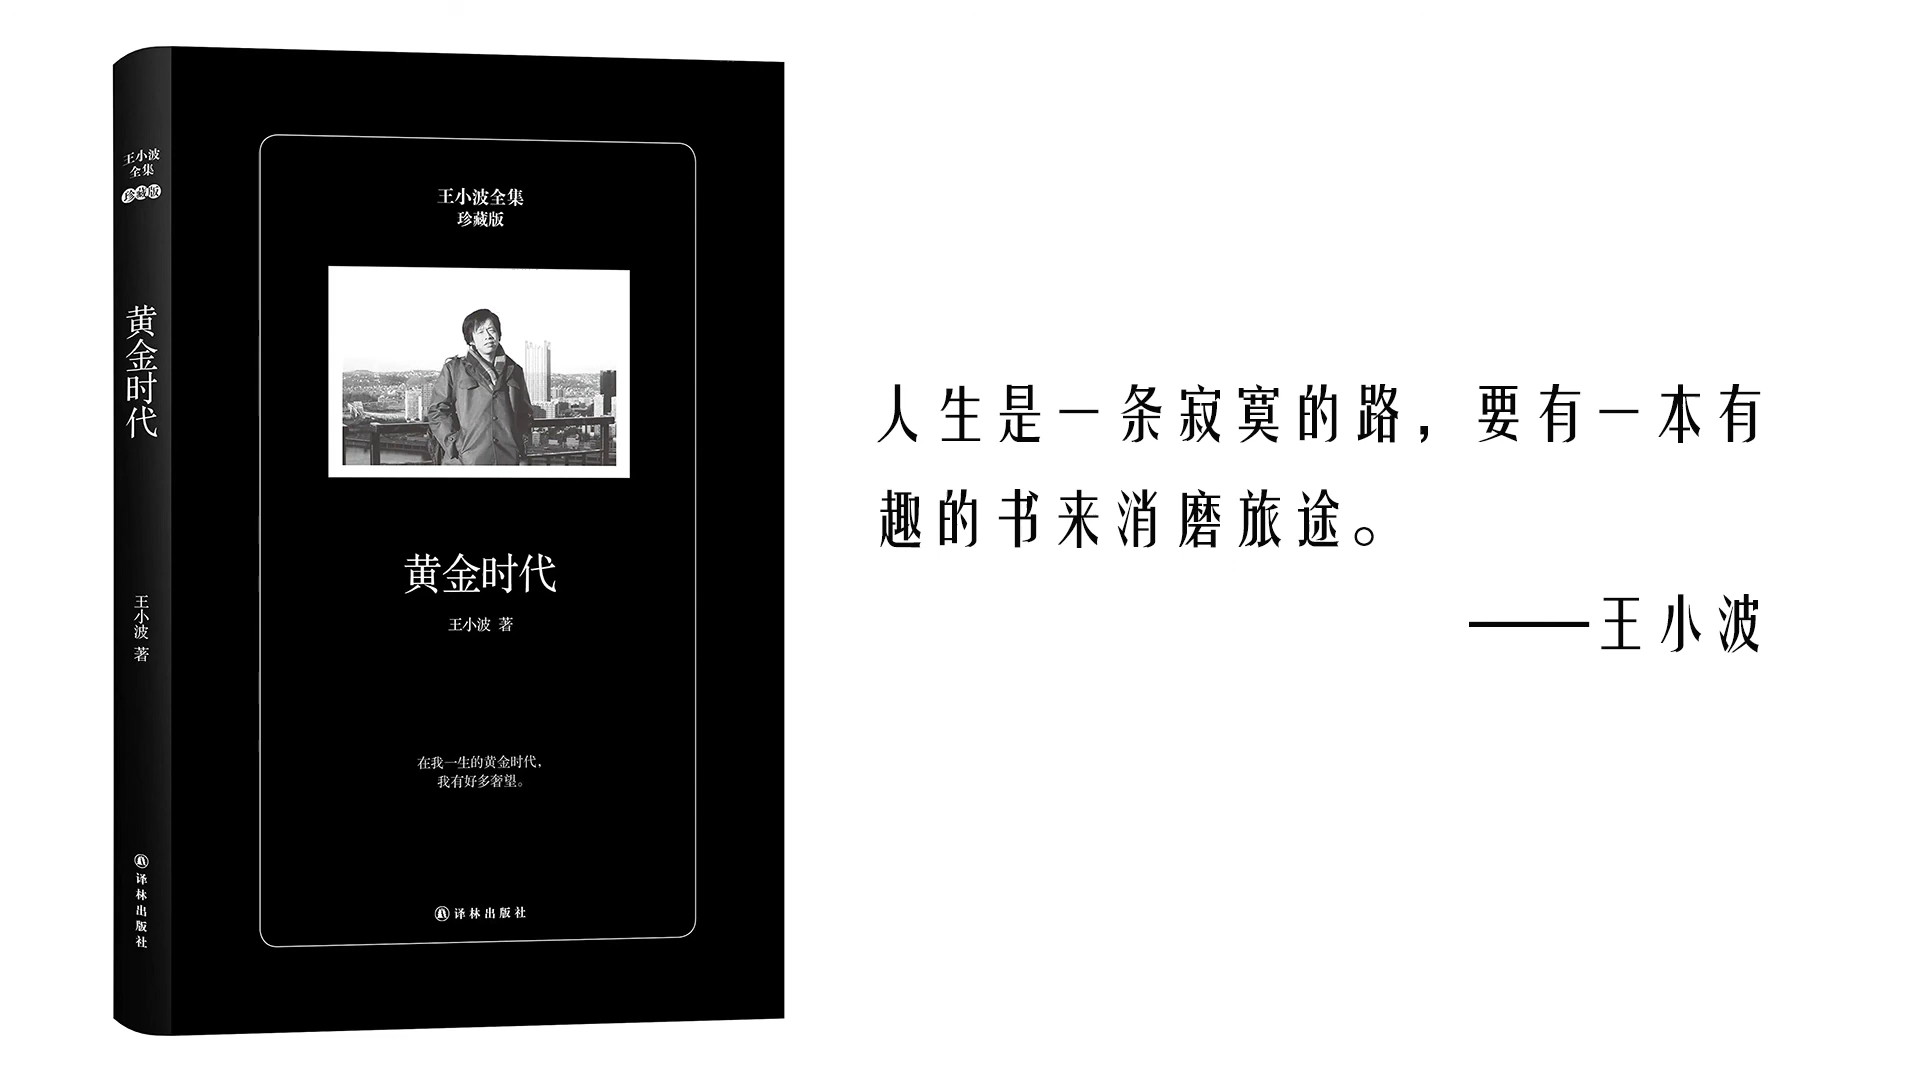 王小波
全集
珍藏版
黄金时代
王小波 著
译林出版社
王小波全集
珍藏版
黄金时代
王小波 著
在我一生的黄金时代，
我有好多奢望。
译林出版社
人生是一条寂寞的路，要有一本有
趣的书来消磨旅途。
——王小波